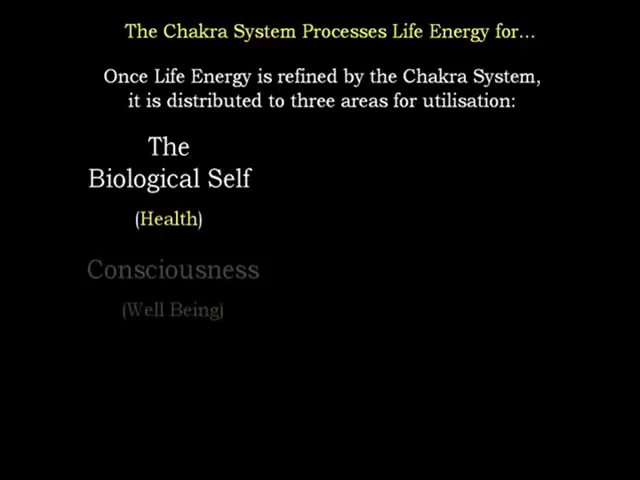 The Chakra System Processes Life Energy for...
Once Life Energy is refined by the Chakra System,
it is distributed to three areas for utilisation:
The
Biological Self
(Health)
Consciousness
(Well Being)